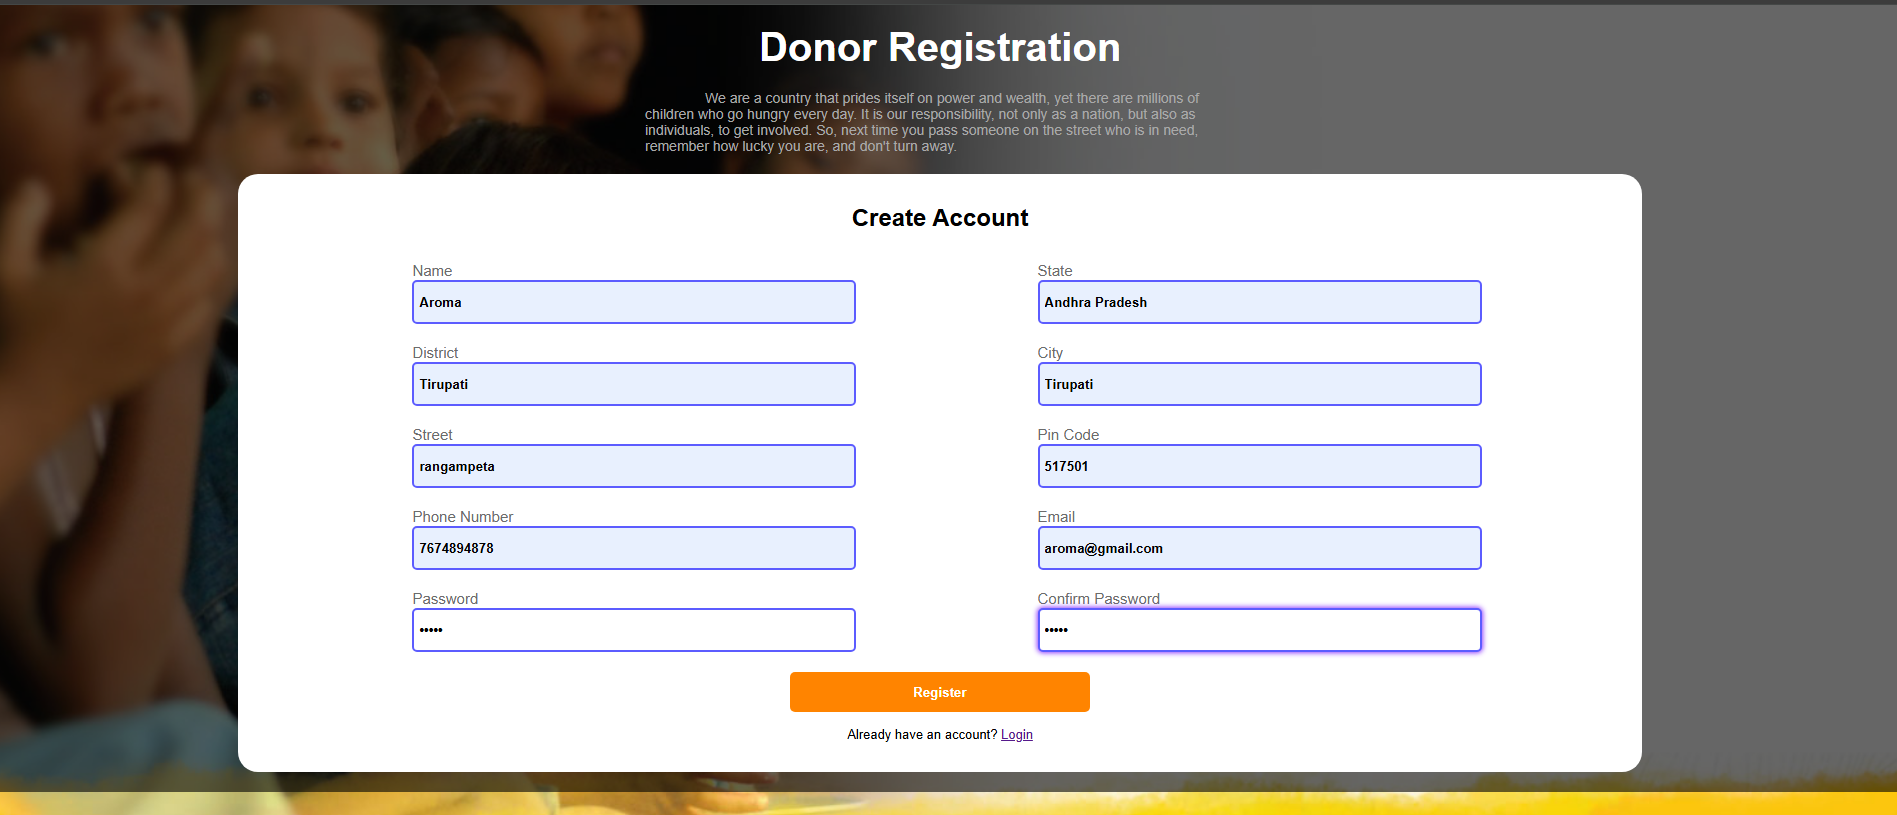 Donor Registration
We are a country that prides itself on power and wealth, yet there are millions of
children who go hungry every day. It is our responsibility, not only as a nation, but also as
individuals, to get involved. So, next time you pass someone on the street who is in need,
remember how lucky you are, and don't turn away.
Create Account
Name
Aroma
State
Andhra Pradesh
District
Tirupati
City
Tirupati
Street
rangampeta
Pin Code
517501
Phone Number
7674894878
Email
aroma@gmail.com
Password
•••••
Confirm Password
•••••
Register
Already have an account? Login